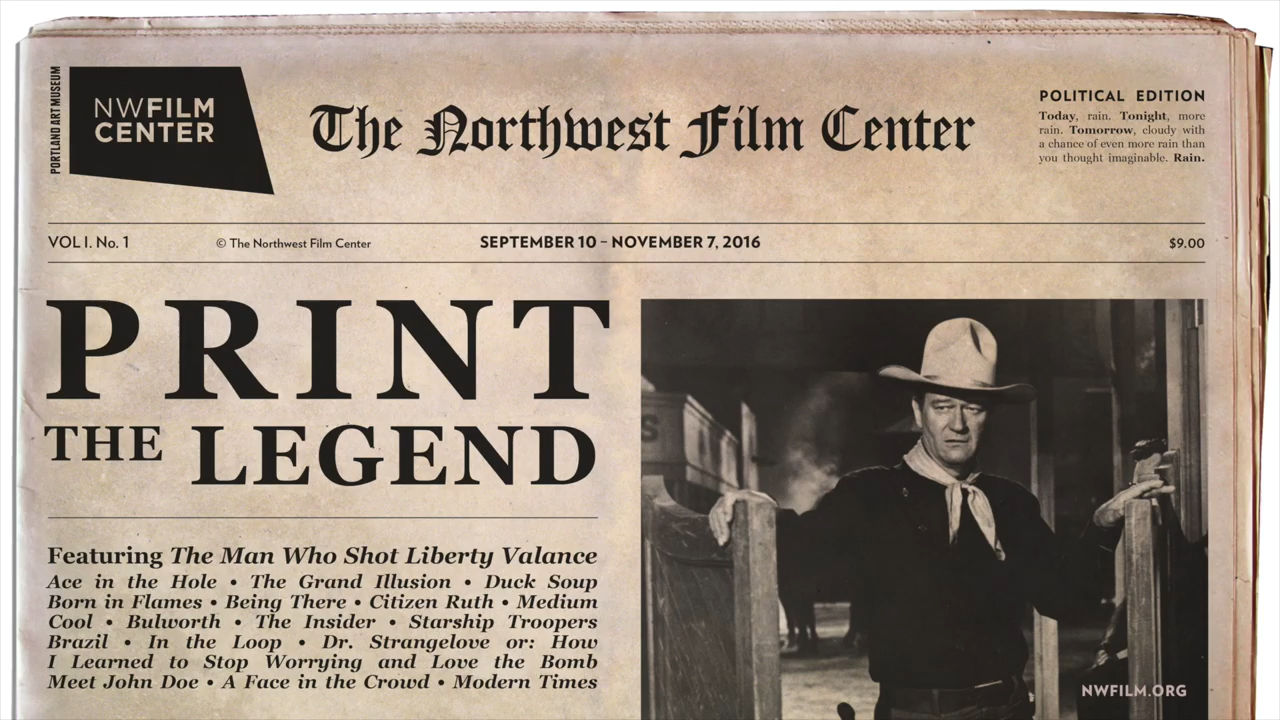 PORTLAND ART MUSEUM
NWFILM
CENTER
The Northwest Film Center
POLITICAL EDITION
Today, rain. Tonight, more
rain. Tomorrow, cloudy with
a chance of even more rain than
you thought imaginable. Rain.
VOL I. No. 1
© The Northwest Film Center
SEPTEMBER 10 – NOVEMBER 7, 2016
$9.00
PRINT
THE LEGEND
Featuring The Man Who Shot Liberty Valance
Ace in the Hole • The Grand Illusion • Duck Soup
Born in Flames • Being There • Citizen Ruth • Medium
Cool • Bulworth • The Insider • Starship Troopers
Brazil • In the Loop • Dr. Strangelove or: How
I Learned to Stop Worrying and Love the Bomb
Meet John Doe • A Face in the Crowd • Modern Times
S
NWFILM.ORG